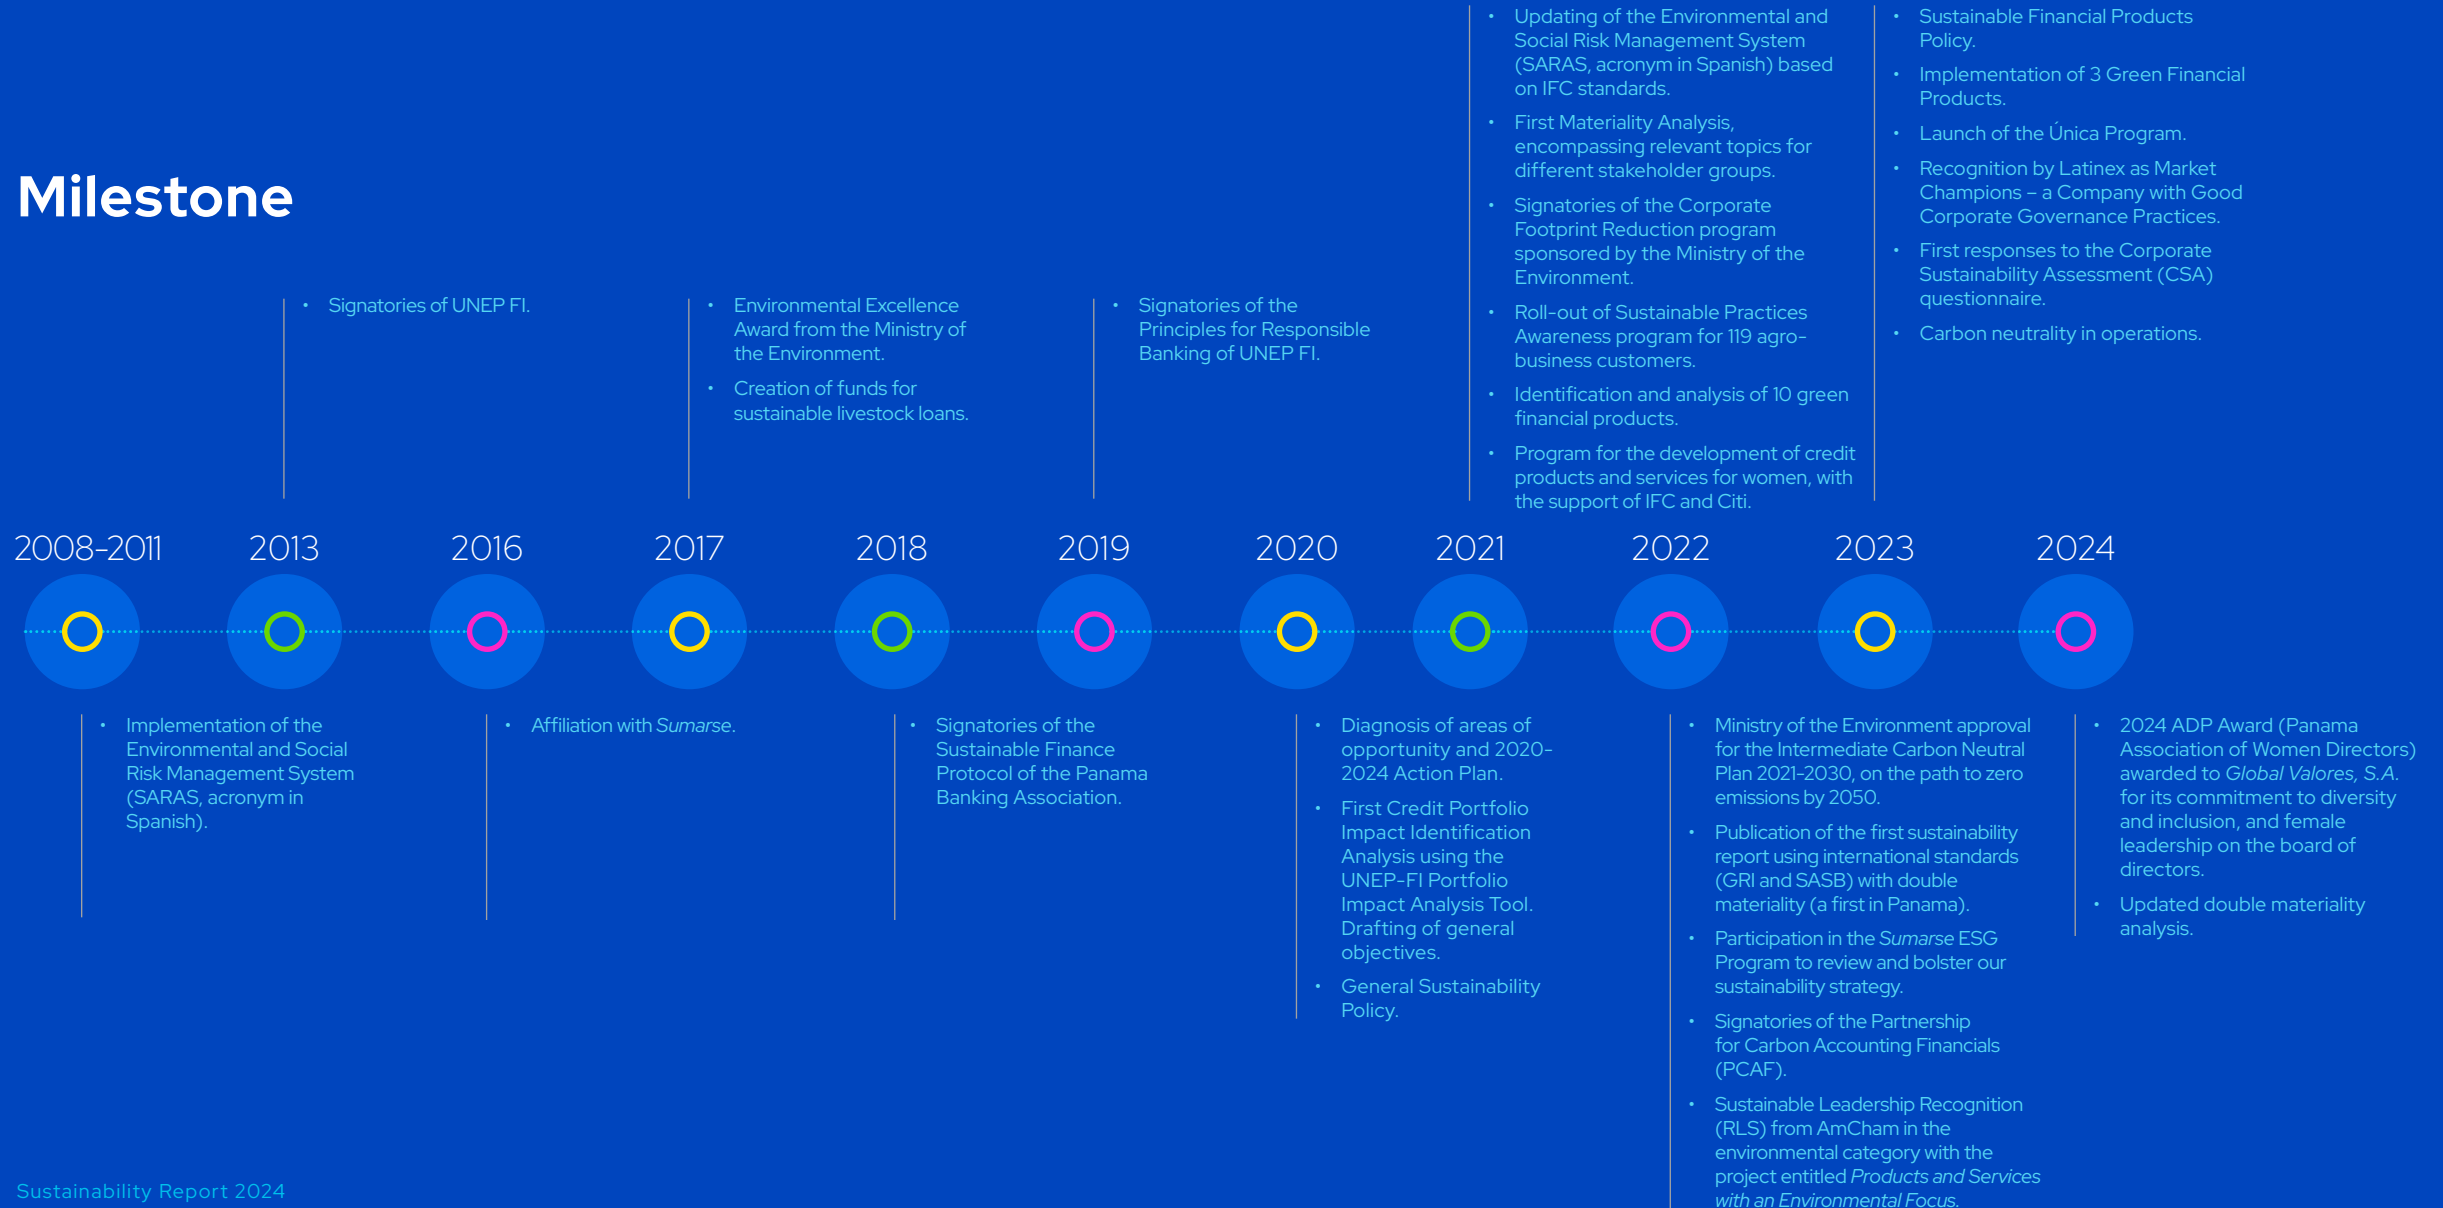 Milestone
• Signatories of UNEP FI.
• Environmental Excellence
Award from the Ministry of
the Environment.
• Creation of funds for
sustainable livestock loans.
• Signatories of the
Principles for Responsible
Banking of UNEP FI.
• Updating of the Environmental and
Social Risk Management System
(SARAS, acronym in Spanish) based
on IFC standards.
• First Materiality Analysis,
encompassing relevant topics for
different stakeholder groups.
• Signatories of the Corporate
Footprint Reduction program
sponsored by the Ministry of the
Environment.
• Roll-out of Sustainable Practices
Awareness program for 119 agro-
business customers.
• Identification and analysis of 10 green
financial products.
• Program for the development of credit
products and services for women, with
the support of IFC and Citi.
• Sustainable Financial Products
Policy.
• Implementation of 3 Green Financial
Products.
• Launch of the Única Program.
• Recognition by Latinex as Market
Champions – a Company with Good
Corporate Governance Practices.
• First responses to the Corporate
Sustainability Assessment (CSA)
questionnaire.
• Carbon neutrality in operations.
2008-2011 2013 2016 2017 2018 2019 2020 2021 2022 2023 2024
• Implementation of the
Environmental and Social
Risk Management System
(SARAS, acronym in
Spanish).
• Affiliation with Sumarse.
• Signatories of the
Sustainable Finance
Protocol of the Panama
Banking Association.
• Diagnosis of areas of
opportunity and 2020-
2024 Action Plan.
• First Credit Portfolio
Impact Identification
Analysis using the
UNEP-FI Portfolio
Impact Analysis Tool.
Drafting of general
objectives.
• General Sustainability
Policy.
• Ministry of the Environment approval
for the Intermediate Carbon Neutral
Plan 2021-2030, on the path to zero
emissions by 2050.
• Publication of the first sustainability
report using international standards
(GRI and SASB) with double
materiality (a first in Panama).
• Participation in the Sumarse ESG
Program to review and bolster our
sustainability strategy.
• Signatories of the Partnership
for Carbon Accounting Financials
(PCAF).
• Sustainable Leadership Recognition
(RLS) from AmCham in the
environmental category with the
project entitled Products and Services
with an Environmental Focus.
• 2024 ADP Award (Panama
Association of Women Directors)
awarded to Global Valores, S.A.
for its commitment to diversity
and inclusion, and female
leadership on the board of
directors.
• Updated double materiality
analysis.
Sustainability Report 2024